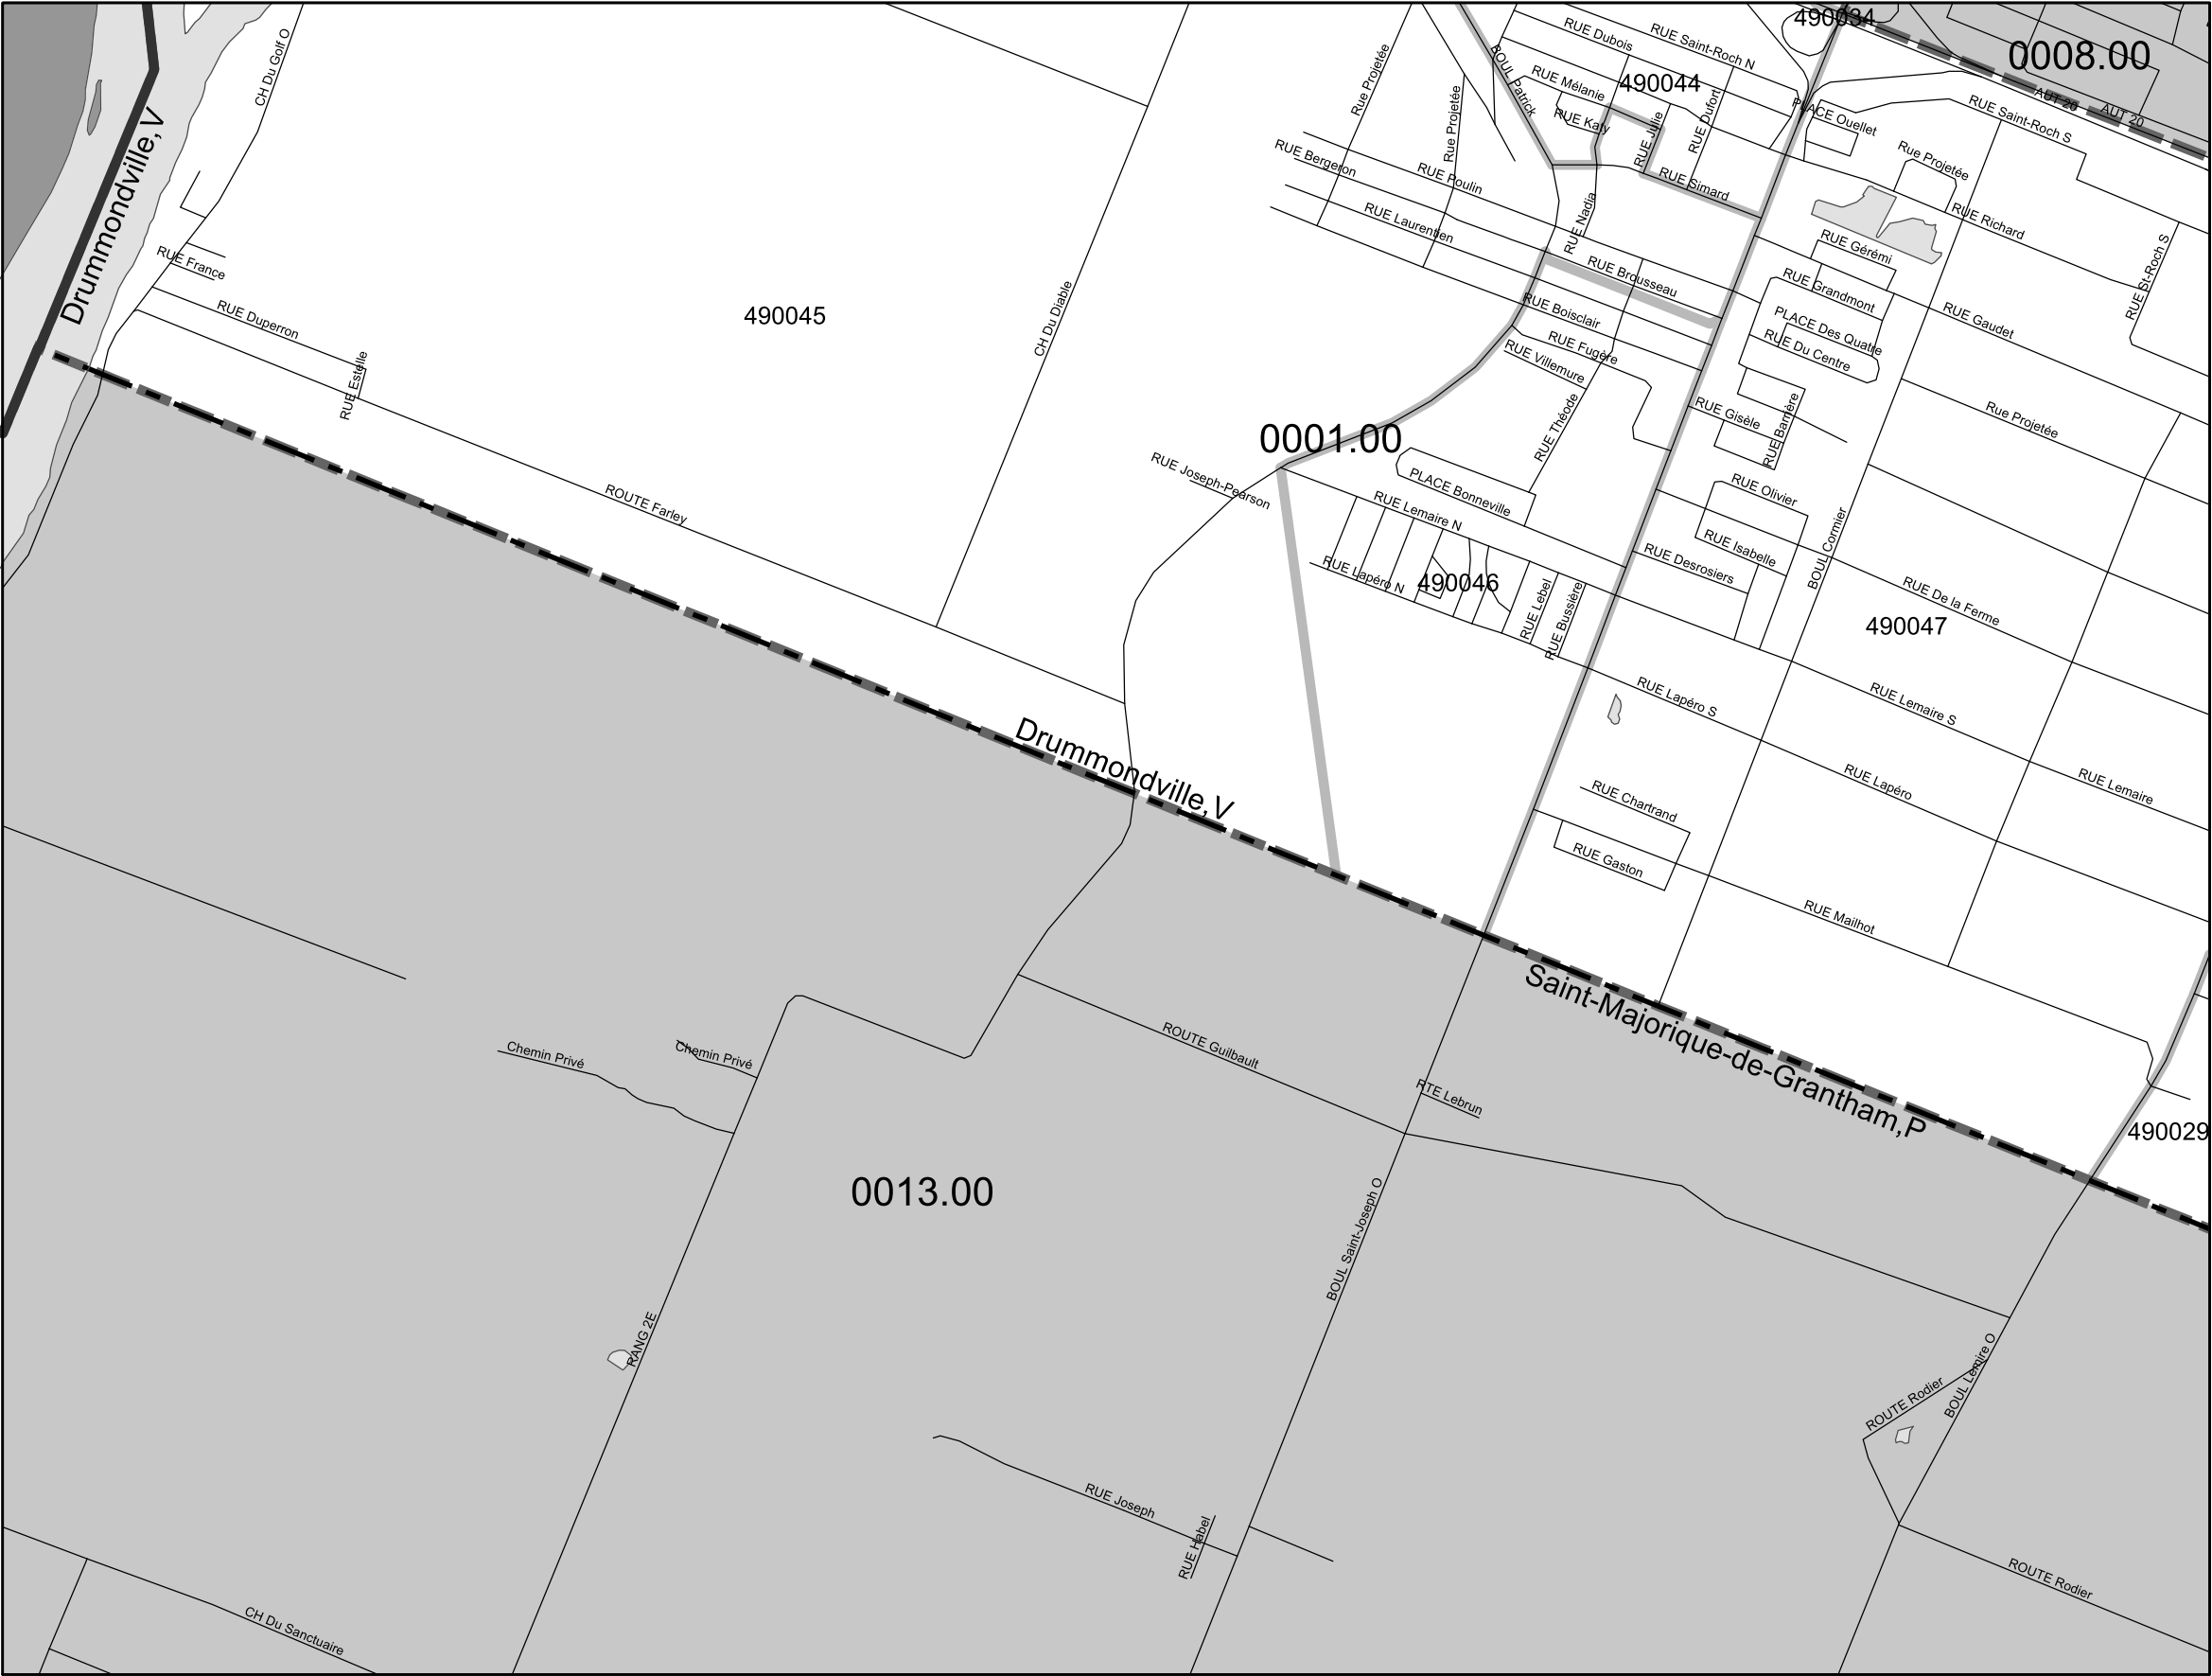 490034
0008.00
CH Du Golf O
RUE Dubois
RUE Saint-Roch N
Rue Projetée
BOUL Patrick
RUE Mélanie
490044
AUT 20
AUT 20
Rue Projetée
RUE Katy
RUE Julie
RUE Dufort
PLACE Ouellet
RUE Saint-Roch S
Drummondville,V
RUE Bergeron
RUE Poulin
RUE Simard
Rue Projetée
RUE Laurentien
RUE Nadia
RUE Richard
RUE France
RUE Gérémi
RUE St-Roch S
RUE Brousseau
RUE Grandmont
RUE Duperron
490045
CH Du Diable
RUE Boisclair
PLACE Des Quatre
RUE Gaudet
RUE Fugère
RUE Du Centre
RUE Villemure
RUE Estelle
RUE Théode
RUE Gisèle
RUE Barrière
Rue Projetée
0001.00
RUE Joseph-Pearson
PLACE Bonneville
RUE Olivier
ROUTE Farley
RUE Lemaire N
RUE Isabelle
BOUL Cormier
RUE Desrosiers
RUE Lapéro N
490046
RUE Lebel
RUE Bussière
RUE De la Ferme
490047
RUE Lapéro S
RUE Lemaire S
Drummondville,V
RUE Chartrand
RUE Lapéro
RUE Lemaire
RUE Gaston
RUE Mailhot
Saint-Majorique-de-Grantham,P
Chemin Privé
Chemin Privé
ROUTE Guilbault
RTE Lebrun
490029
0013.00
BOUL Saint-Joseph O
RANG 2E
BOUL Lemire O
ROUTE Rodier
RUE Joseph
RUE Habel
ROUTE Rodier
CH Du Sanctuaire